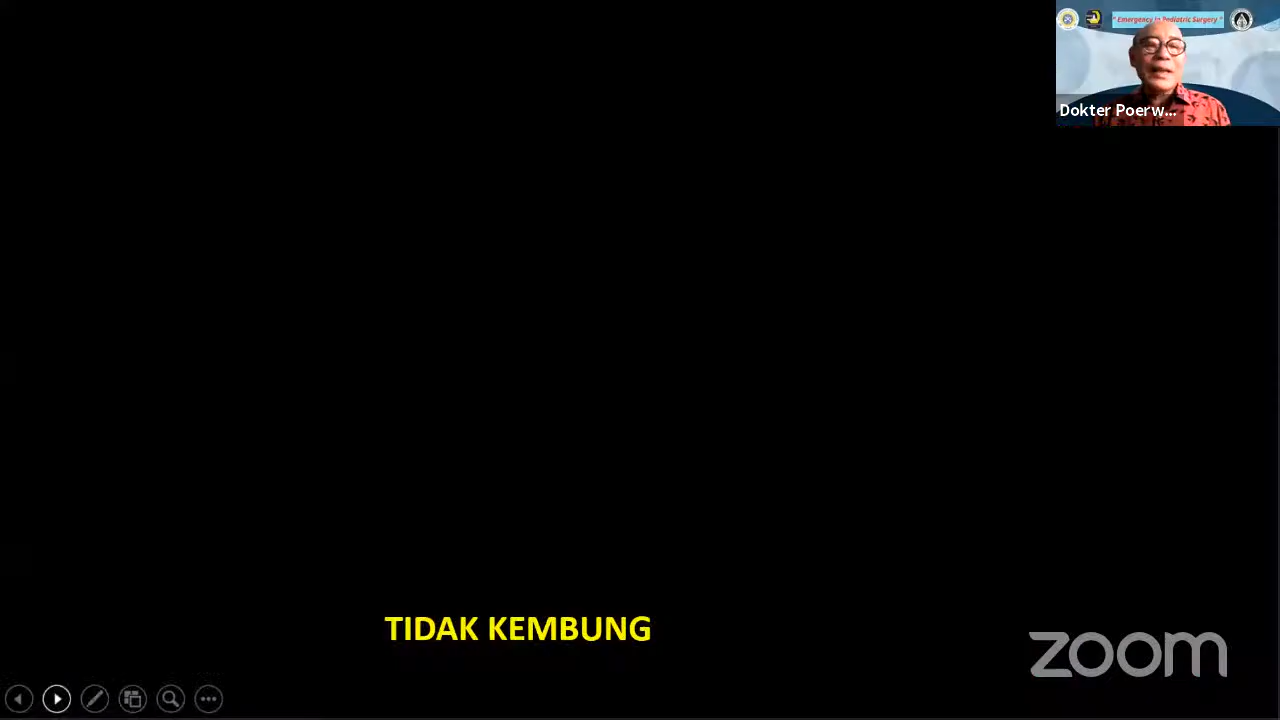 " Emergency in Pediatric Surgery "
Dokter Poerw...
TIDAK KEMBUNG
zoom